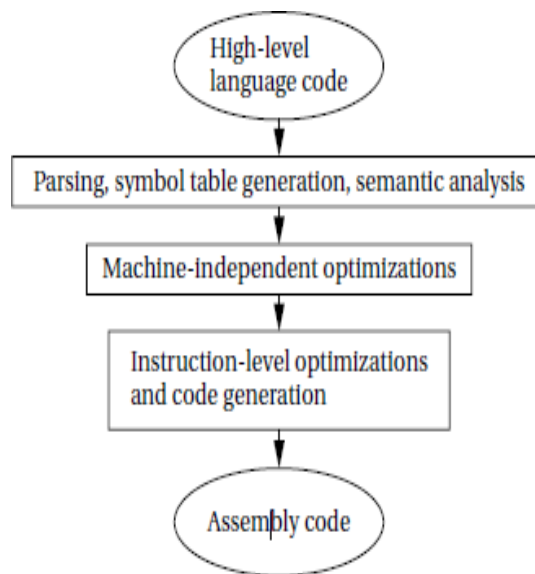 High-level
language code
Parsing, symbol table generation, semantic analysis
Machine-independent optimizations
Instruction-level optimizations
and code generation
Assembly code